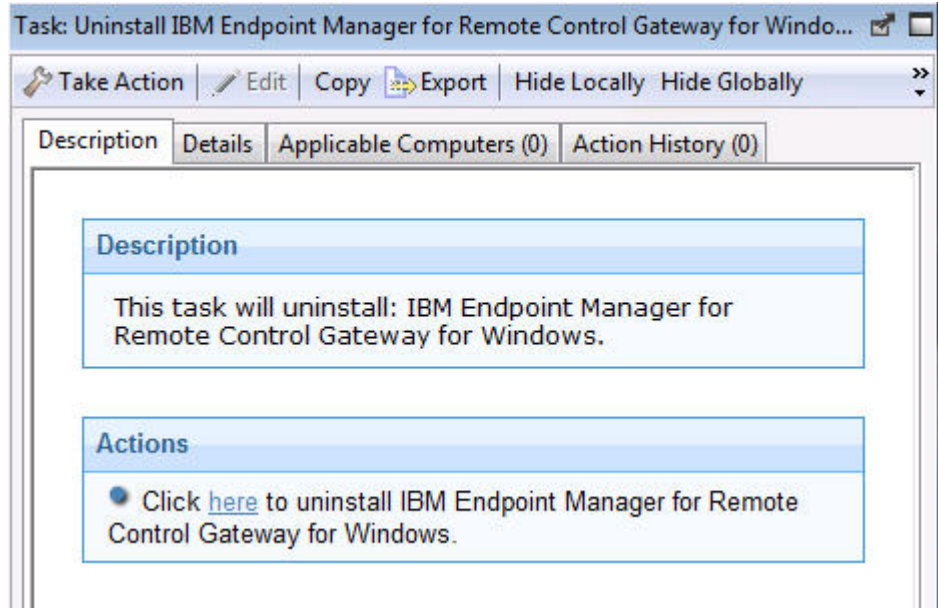 Task: Uninstall IBM Endpoint Manager for Remote Control Gateway for Windo...
Take Action Edit Copy Export Hide Locally Hide Globally »
Description Details Applicable Computers (0) Action History (0)
Description
This task will uninstall: IBM Endpoint Manager for
Remote Control Gateway for Windows.
Actions
Click here to uninstall IBM Endpoint Manager for Remote
Control Gateway for Windows.